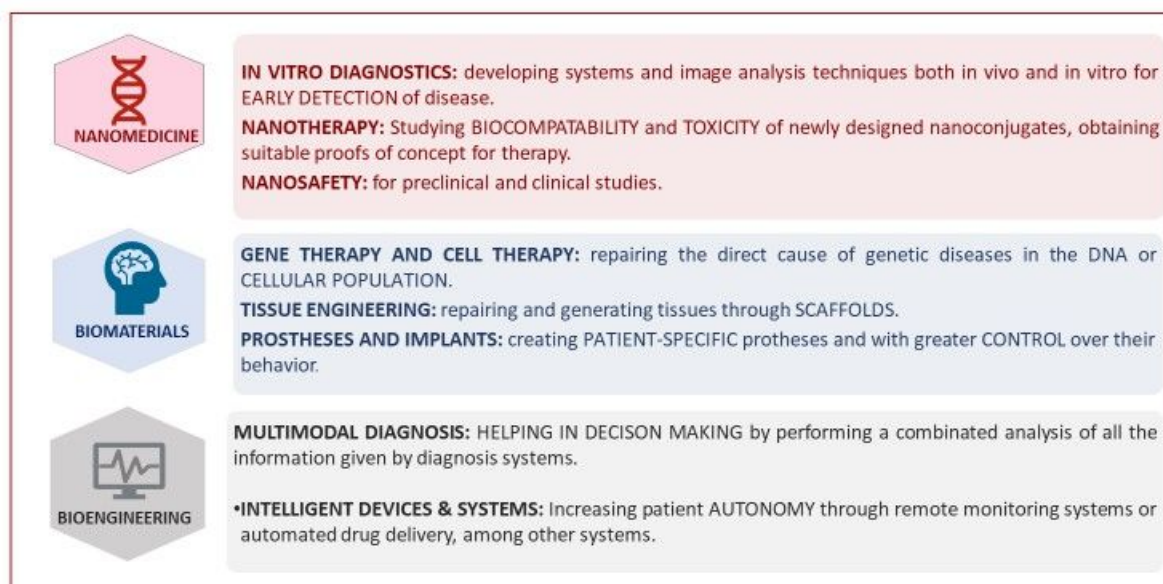 NANOMEDICINE
IN VITRO DIAGNOSTICS: developing systems and image analysis techniques both in vivo and in vitro for
EARLY DETECTION of disease.
NANOTHERAPY: Studying BIOCOMPATABILITY and TOXICITY of newly designed nanoconjugates, obtaining
suitable proofs of concept for therapy.
NANOSAFETY: for preclinical and clinical studies.
BIOMATERIALS
GENE THERAPY AND CELL THERAPY: repairing the direct cause of genetic diseases in the DNA or
CELLULAR POPULATION.
TISSUE ENGINEERING: repairing and generating tissues through SCAFFOLDS.
PROSTHESES AND IMPLANTS: creating PATIENT-SPECIFIC protheses and with greater CONTROL over their
behavior.
BIOENGINEERING
MULTIMODAL DIAGNOSIS: HELPING IN DECISON MAKING by performing a combinated analysis of all the
information given by diagnosis systems.
•INTELLIGENT DEVICES & SYSTEMS: Increasing patient AUTONOMY through remote monitoring systems or
automated drug delivery, among other systems.